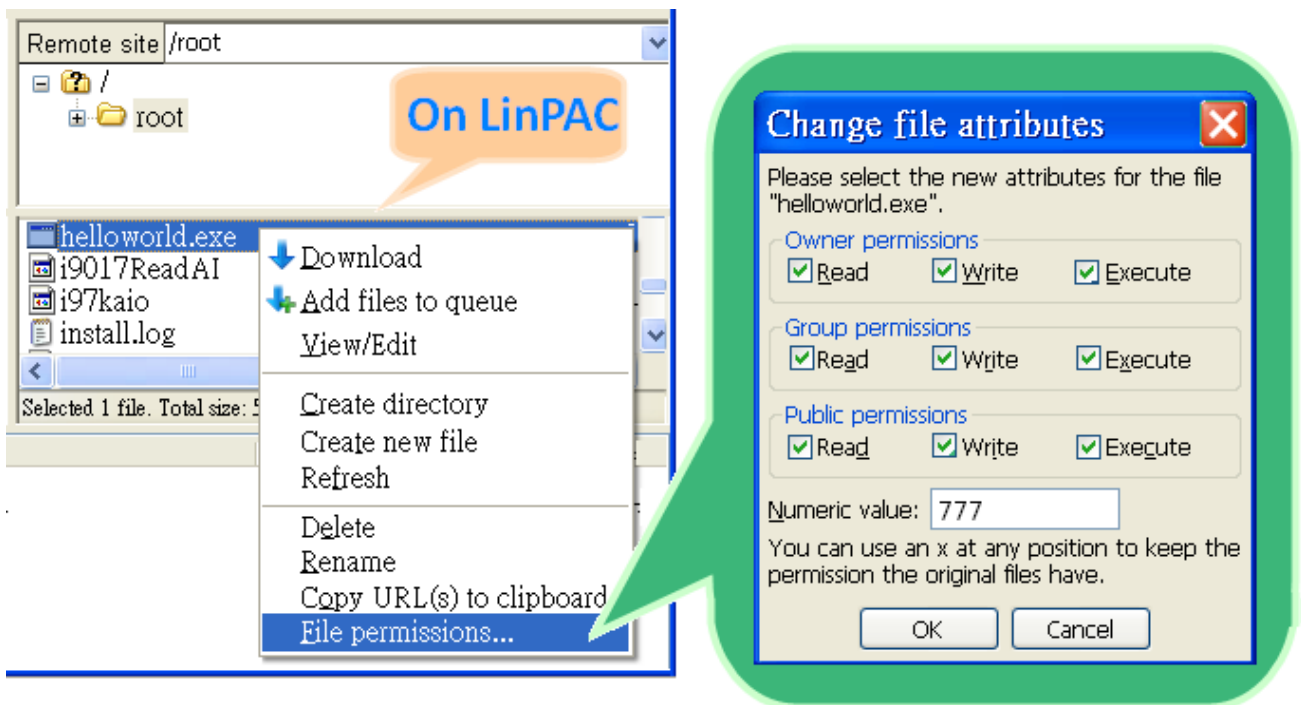 Remote site /root
/
root
On LinPAC
helloworld.exe
i9017ReadAI
i97kaio
install.log
Selected 1 file. Total size:
Download
Add files to queue
View/Edit
Create directory
Create new file
Refresh
Delete
Rename
Copy URL(s) to clipboard
File permissions...
Change file attributes
Please select the new attributes for the file
"helloworld.exe".
Owner permissions
Read Write Execute
Group permissions
Read Write Execute
Public permissions
Read Write Execute
Numeric value: 777
You can use an x at any position to keep the
permission the original files have.
OK Cancel